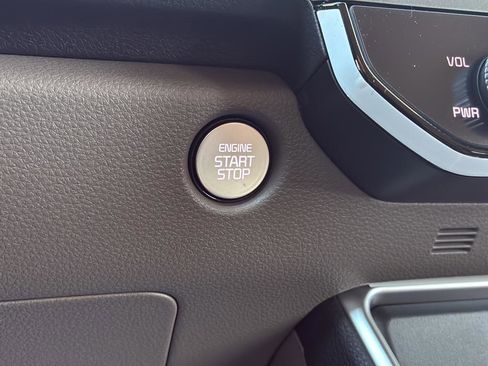 ENGINE
START
STOP
VOL
PWR